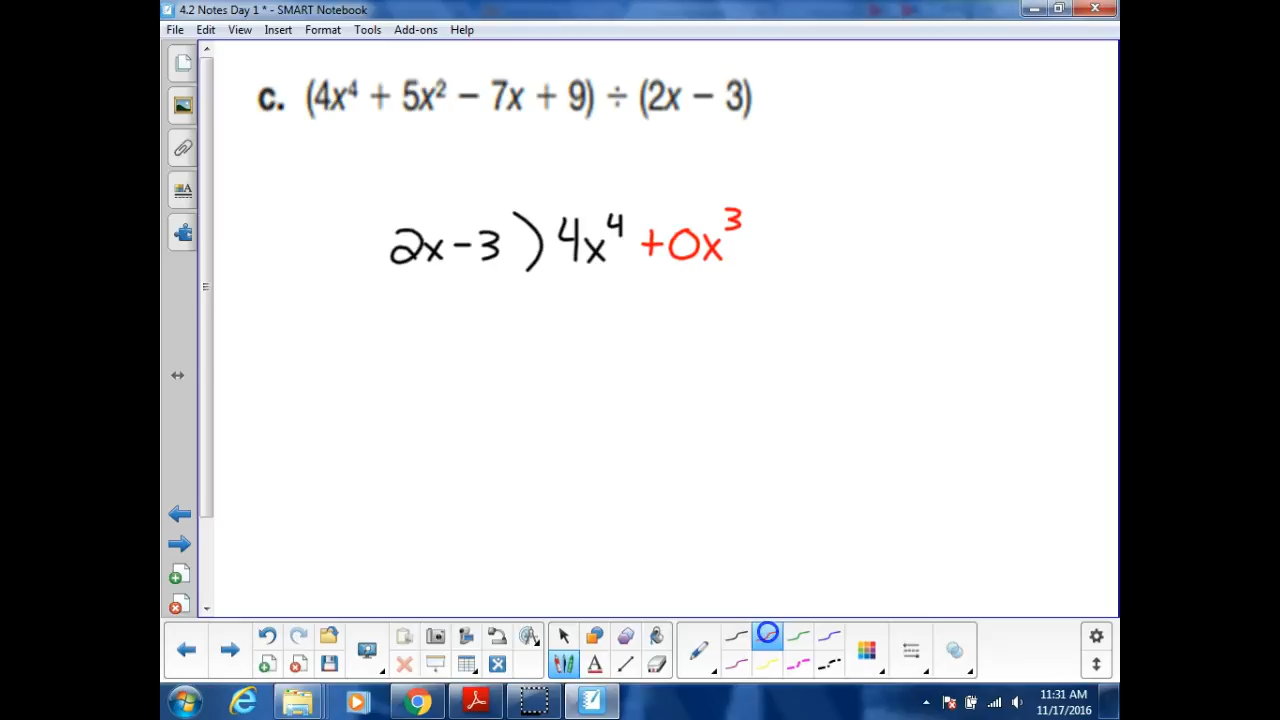 4.2 Notes Day 1 * - SMART Notebook
File Edit View Insert Format Tools Add-ons Help
c. (4x⁴ + 5x² − 7x + 9) ÷ (2x − 3)
2x-3 ) 4x⁴ +0x³
11:31 AM
11/17/2016